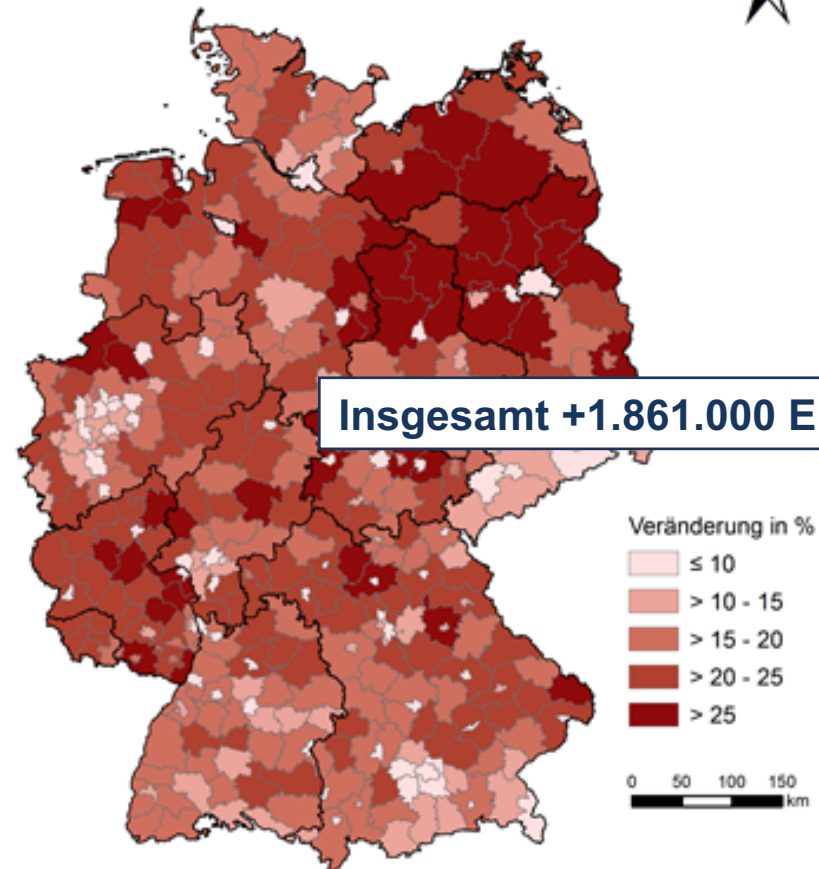 Insgesamt +1.861.000 E
Veränderung in %
≤ 10
> 10 - 15
> 15 - 20
> 20 - 25
> 25
0 50 100 150
km